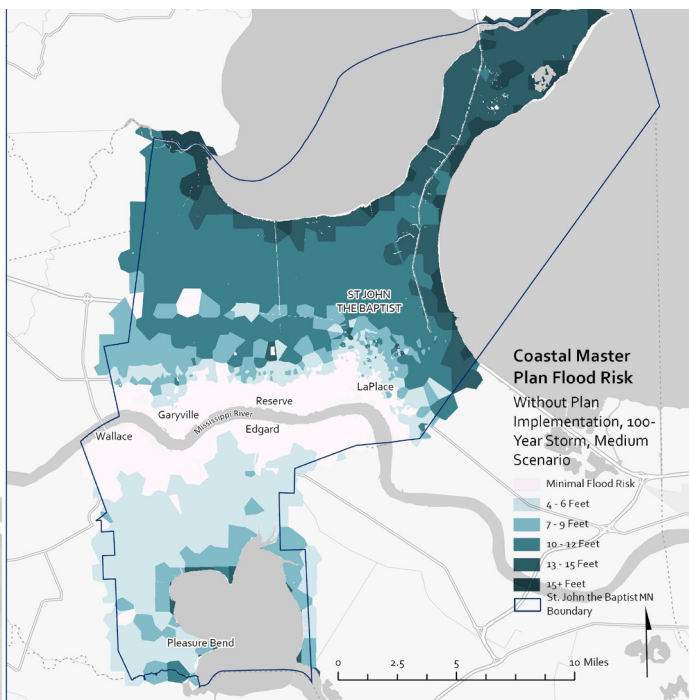 ST JOHN
THE BAPTIST
LaPlace
Reserve
Garyville
Mississippi River
Edgard
Wallace
Pleasure Bend
Coastal Master
Plan Flood Risk
Without Plan
Implementation, 100-
Year Storm, Medium
Scenario
Minimal Flood Risk
4 - 6 Feet
7 - 9 Feet
10 - 12 Feet
13 - 15 Feet
15+ Feet
St. John the BaptistMN
Boundary
0 2.5 5 10 Miles